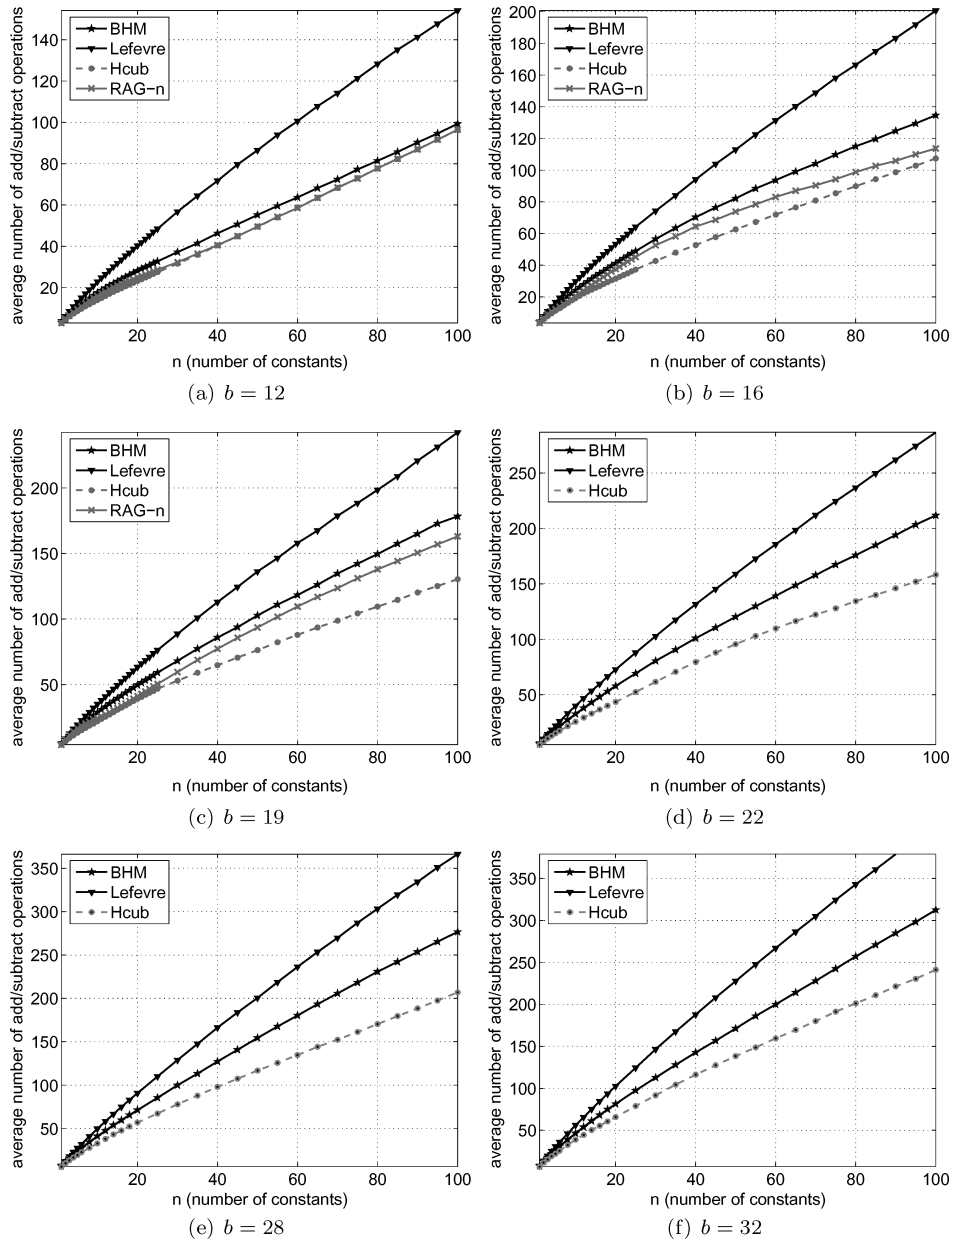 average number of add/subtract operations
140
120
100
80
60
40
20
BHM
Lefevre
Hcub
RAG−n
20 40 60 80 100
n (number of constants)
(a) b = 12
average number of add/subtract operations
200
180
160
140
120
100
80
60
40
20
BHM
Lefevre
Hcub
RAG−n
20 40 60 80 100
n (number of constants)
(b) b = 16
average number of add/subtract operations
200
150
100
50
BHM
Lefevre
Hcub
RAG−n
20 40 60 80 100
n (number of constants)
(c) b = 19
average number of add/subtract operations
250
200
150
100
50
BHM
Lefevre
Hcub
20 40 60 80 100
n (number of constants)
(d) b = 22
average number of add/subtract operations
350
300
250
200
150
100
50
BHM
Lefevre
Hcub
20 40 60 80 100
n (number of constants)
(e) b = 28
average number of add/subtract operations
350
300
250
200
150
100
50
BHM
Lefevre
Hcub
20 40 60 80 100
n (number of constants)
(f) b = 32